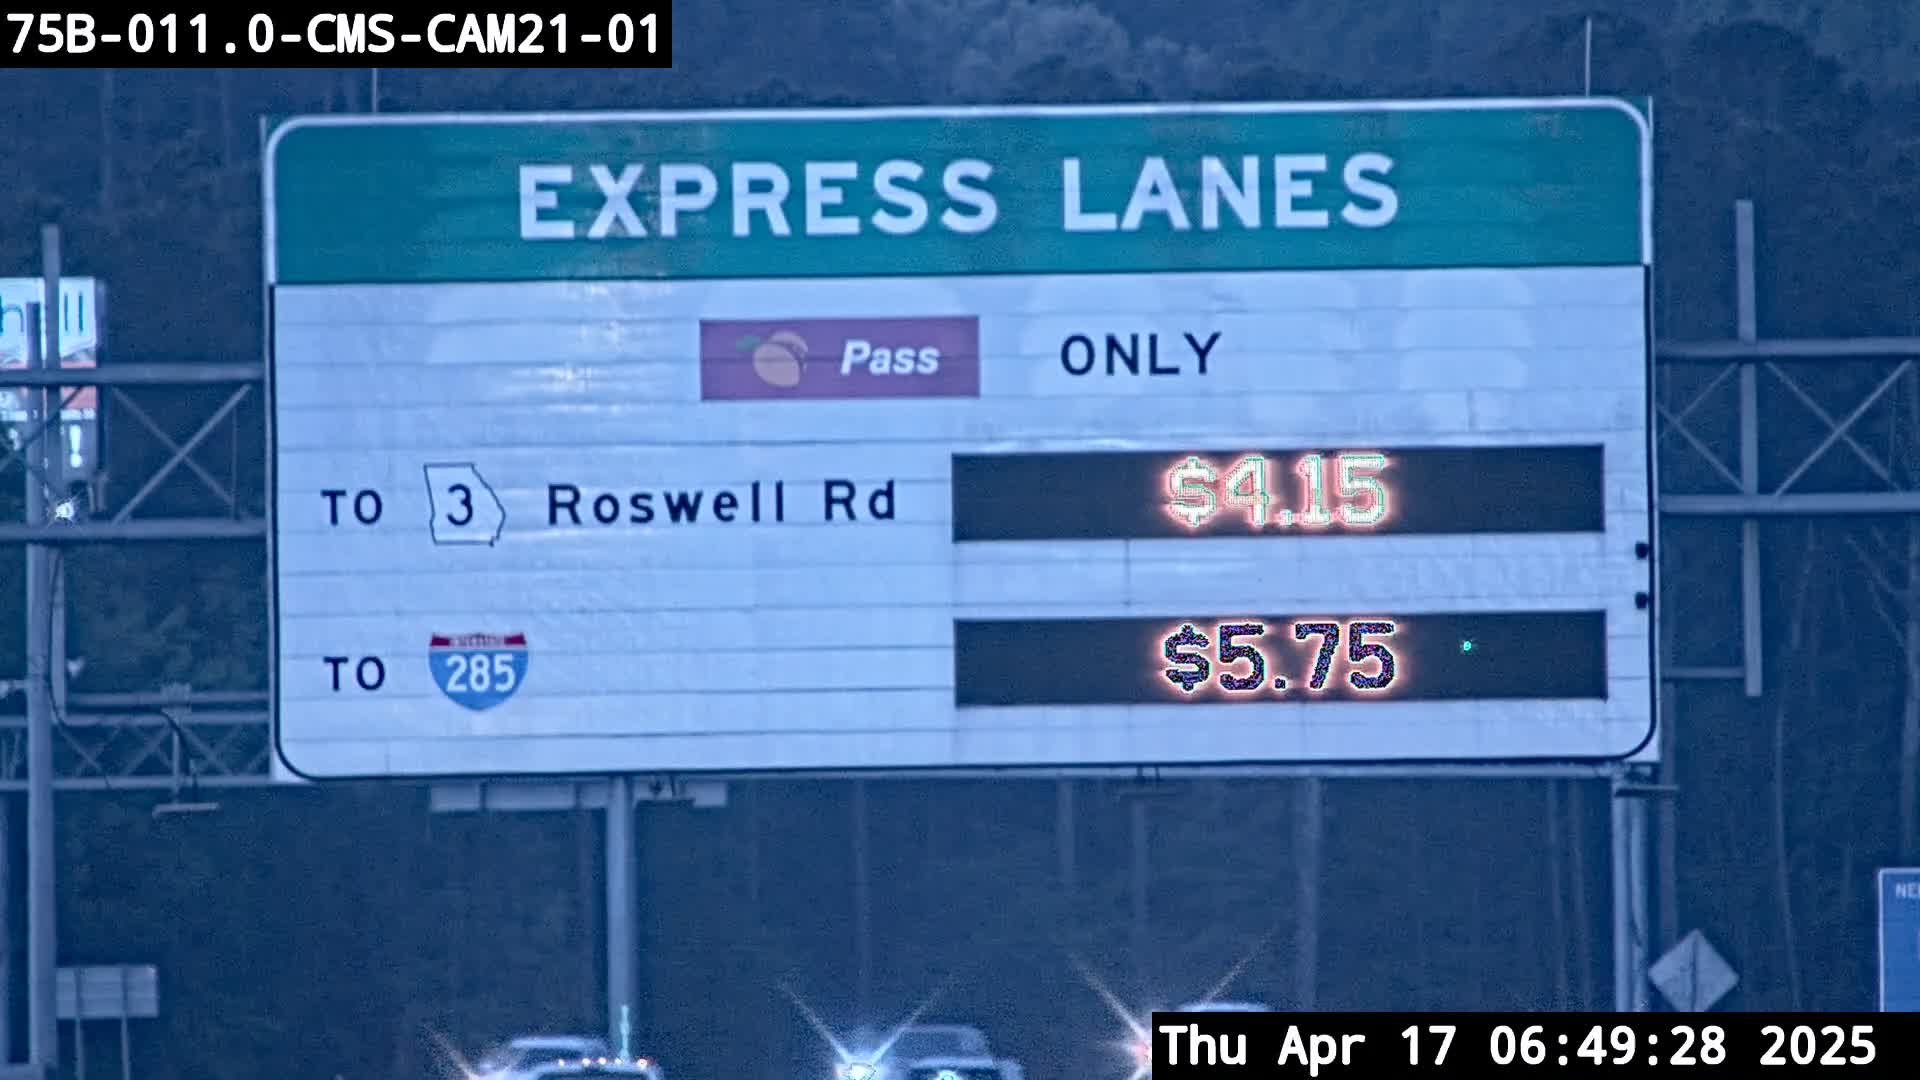 75B-011.0-CMS-CAM21-01
EXPRESS LANES
Pass ONLY
TO 3 Roswell Rd $4.15
TO 285 $5.75
Thu Apr 17 06:49:28 2025